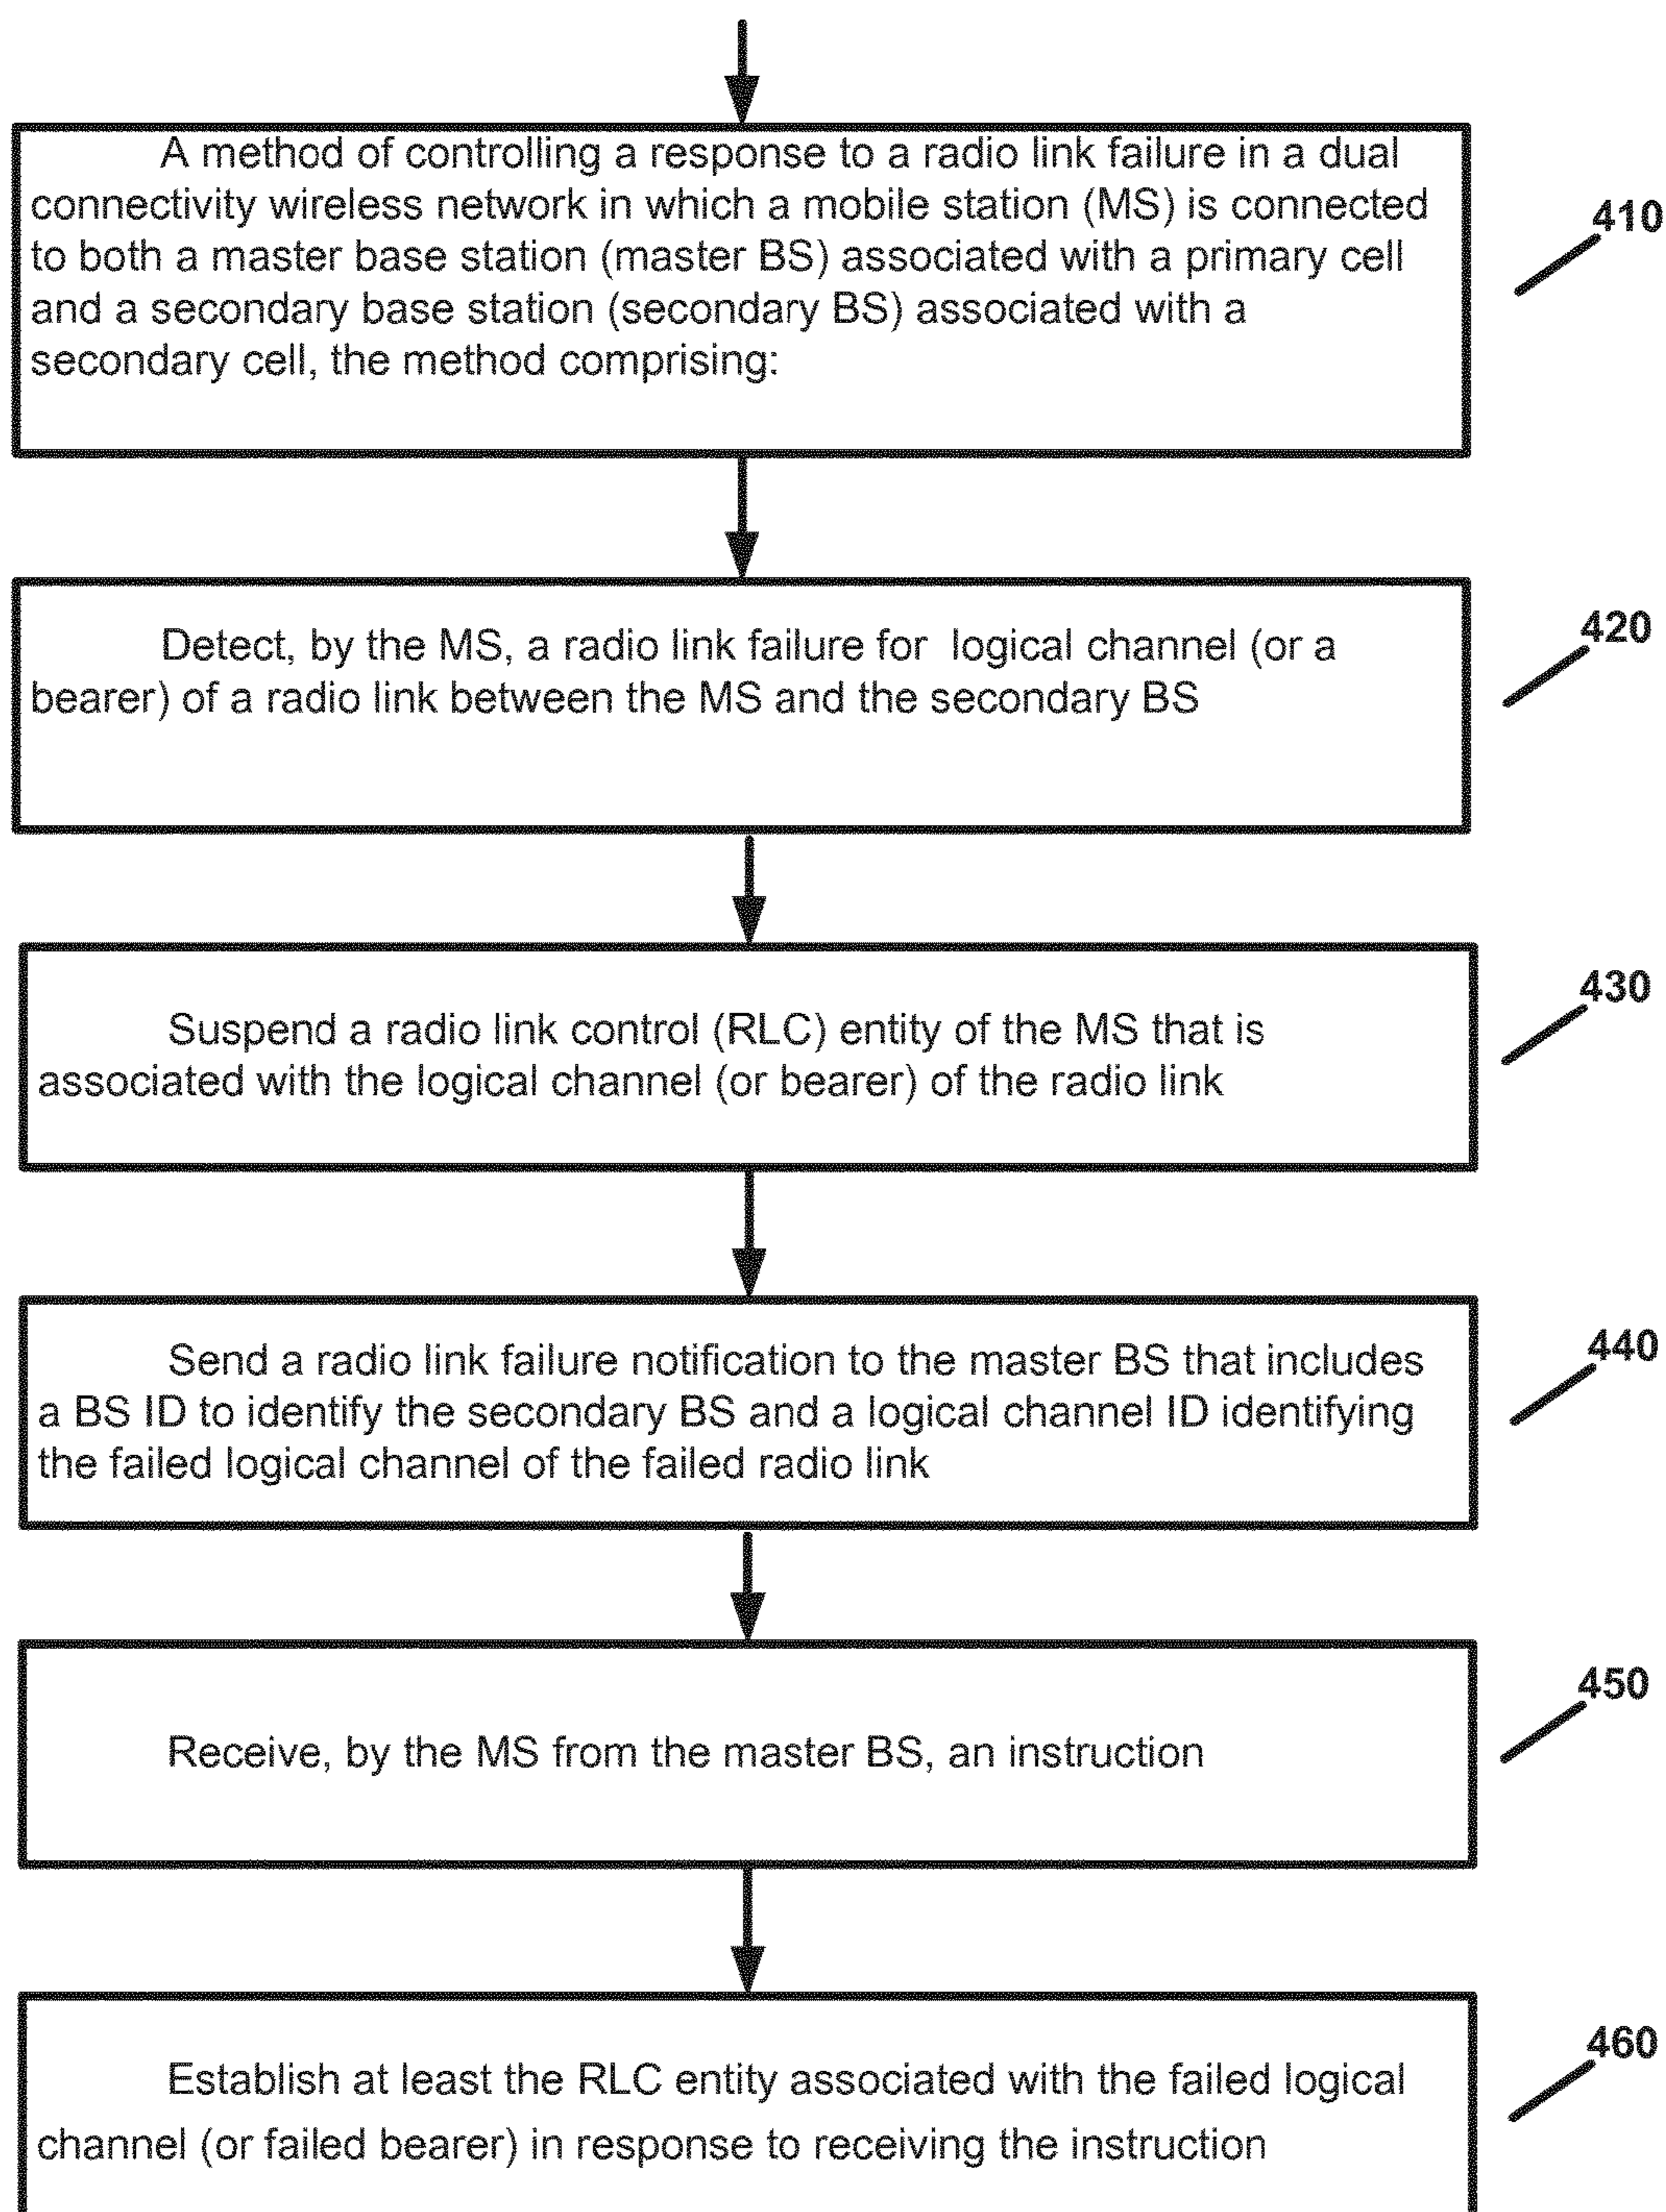 A method of controlling a response to a radio link failure in a dual
connectivity wireless network in which a mobile station (MS) is connected
to both a master base station (master BS) associated with a primary cell
and a secondary base station (secondary BS) associated with a
secondary cell, the method comprising:
410
Detect, by the MS, a radio link failure for logical channel (or a
bearer) of a radio link between the MS and the secondary BS
420
Suspend a radio link control (RLC) entity of the MS that is
associated with the logical channel (or bearer) of the radio link
430
Send a radio link failure notification to the master BS that includes
a BS ID to identify the secondary BS and a logical channel ID identifying
the failed logical channel of the failed radio link
440
Receive, by the MS from the master BS, an instruction
450
Establish at least the RLC entity associated with the failed logical
channel (or failed bearer) in response to receiving the instruction
460